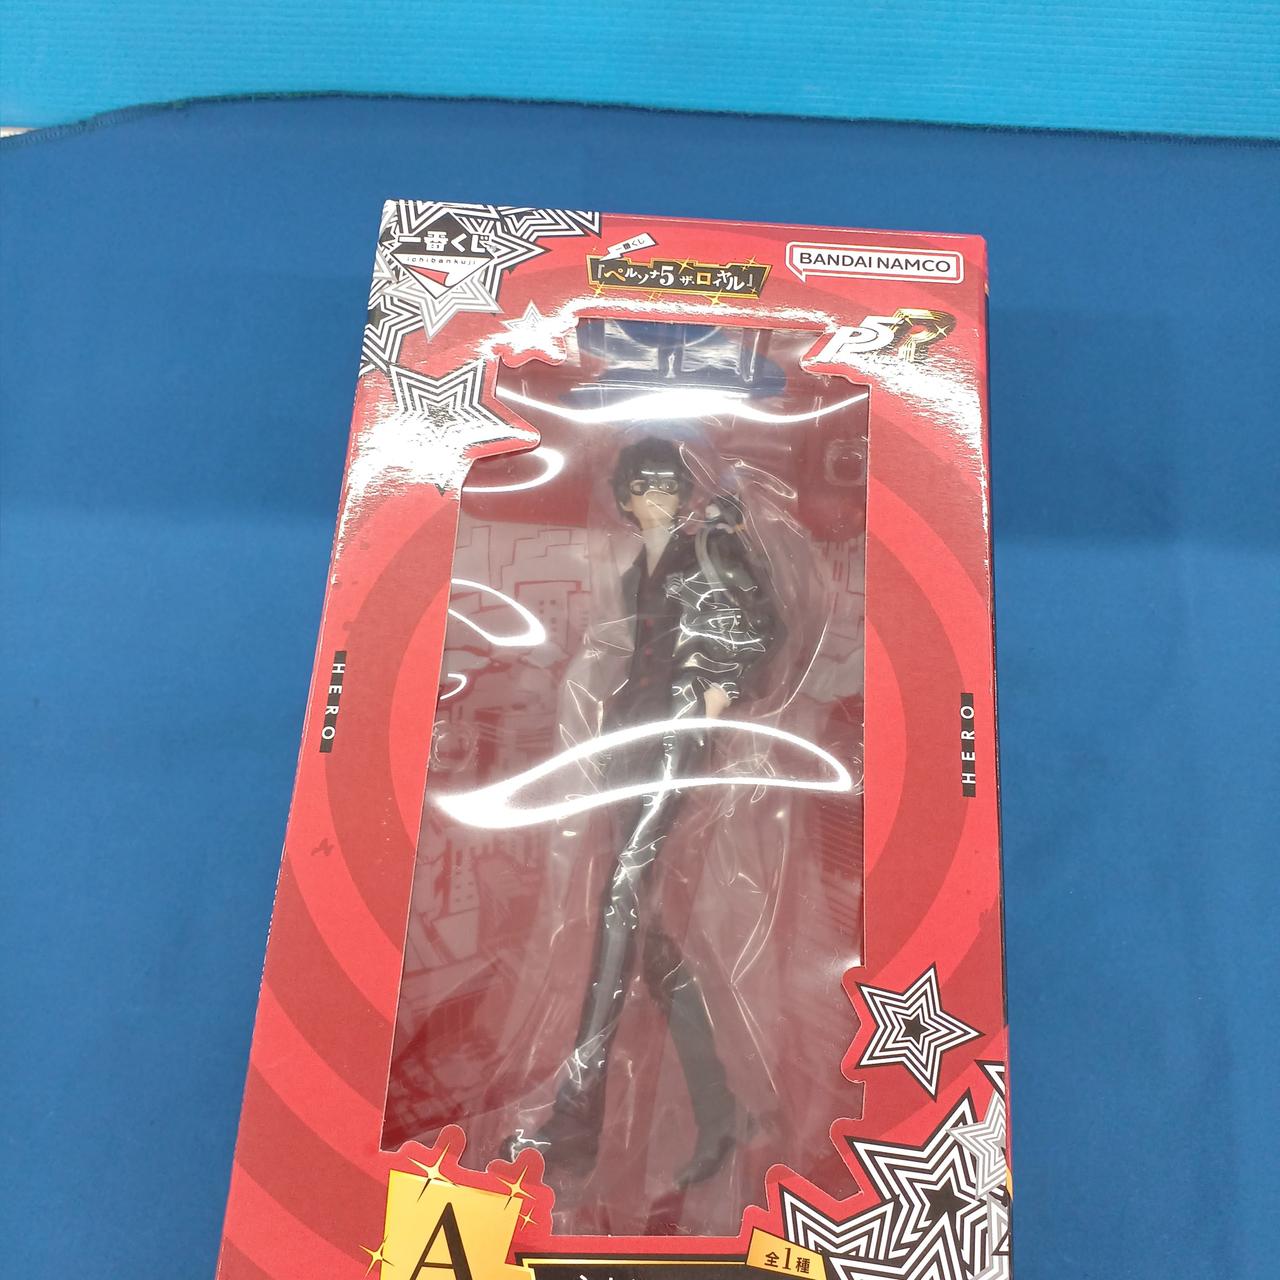 一番くじ
ichibankuji
一番くじ
「ペルソナ5 ザ・ロイヤル」
BANDAI NAMCO
P5R
HERO
HERO
A
全1種